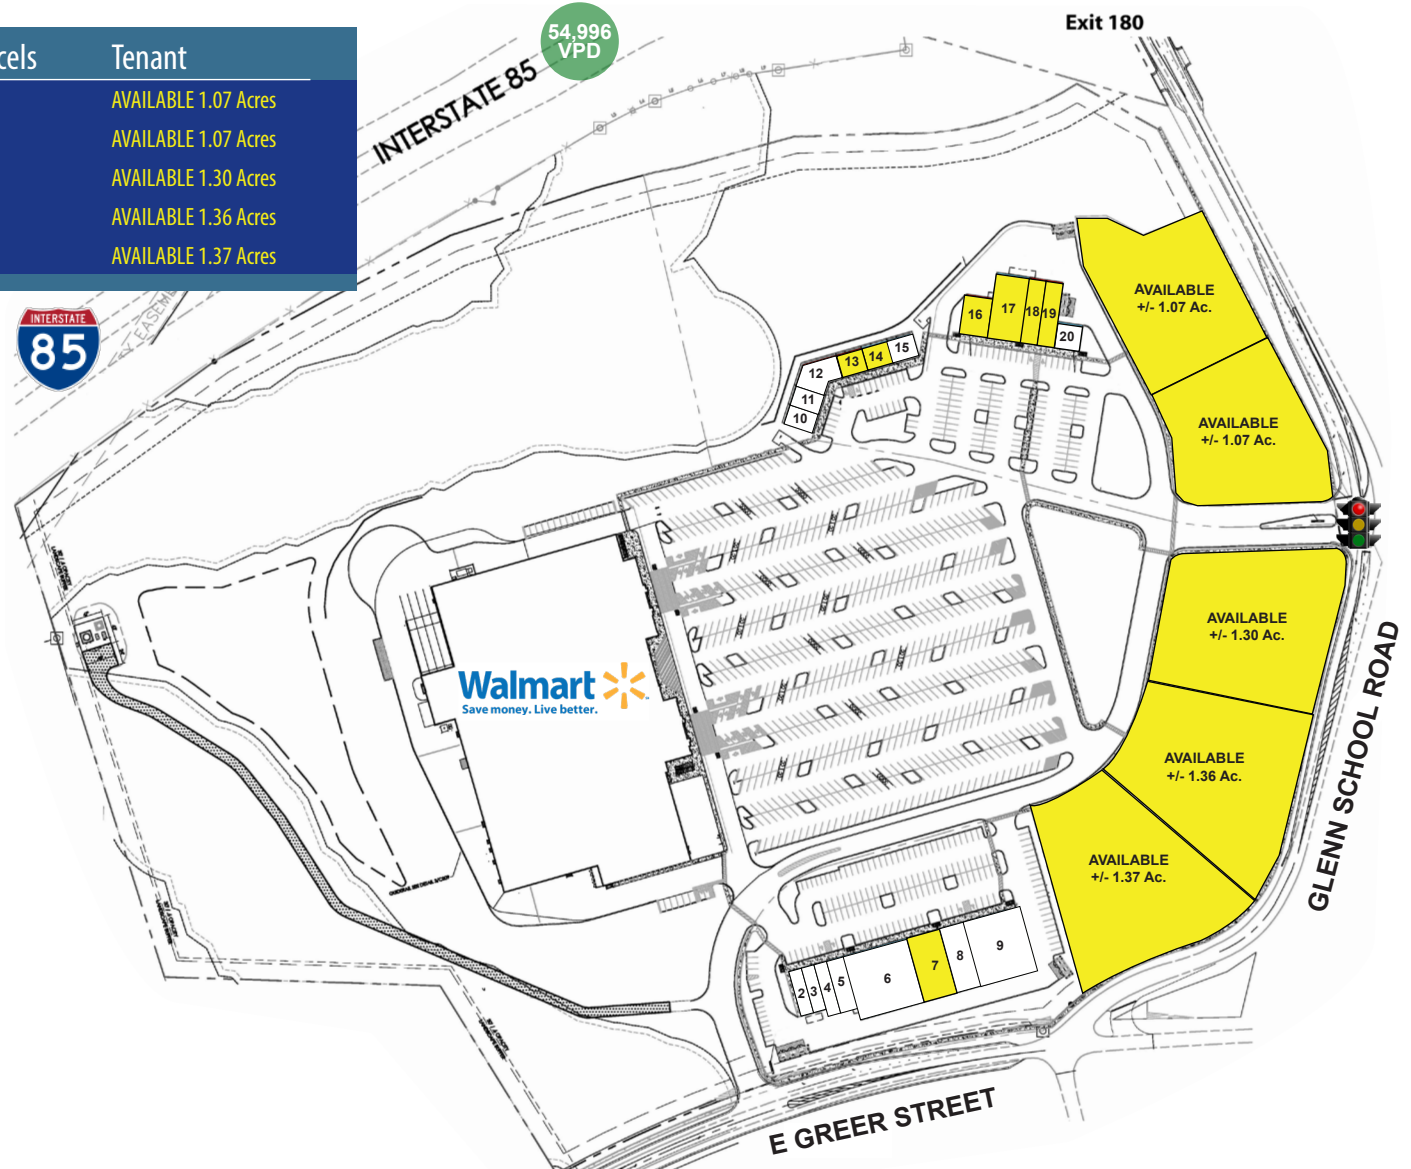 cels Tenant
AVAILABLE 1.07 Acres
AVAILABLE 1.07 Acres
AVAILABLE 1.30 Acres
AVAILABLE 1.36 Acres
AVAILABLE 1.37 Acres
54,996
VPD
Exit 180
INTERSTATE 85
INTERSTATE
85
AVAILABLE
+/- 1.07 Ac.
16
17
18
19
20
12
13
14
15
11
10
AVAILABLE
+/- 1.07 Ac.
AVAILABLE
+/- 1.30 Ac.
Walmart
Save money. Live better.
AVAILABLE
+/- 1.36 Ac.
AVAILABLE
+/- 1.37 Ac.
GLENN SCHOOL ROAD
2
3
4
5
6
7
8
9
E GREER STREET